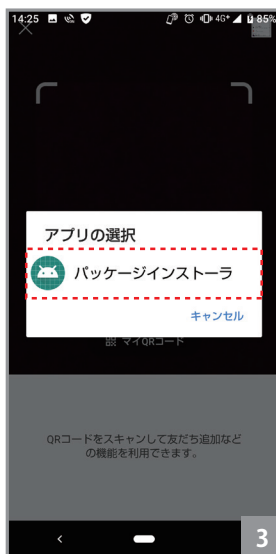 14:25 4G+ 85%
アプリの選択
パッケージインストーラ
キャンセル
マイQRコード
QRコードをスキャンして友だち追加など
の機能を利用できます。
3